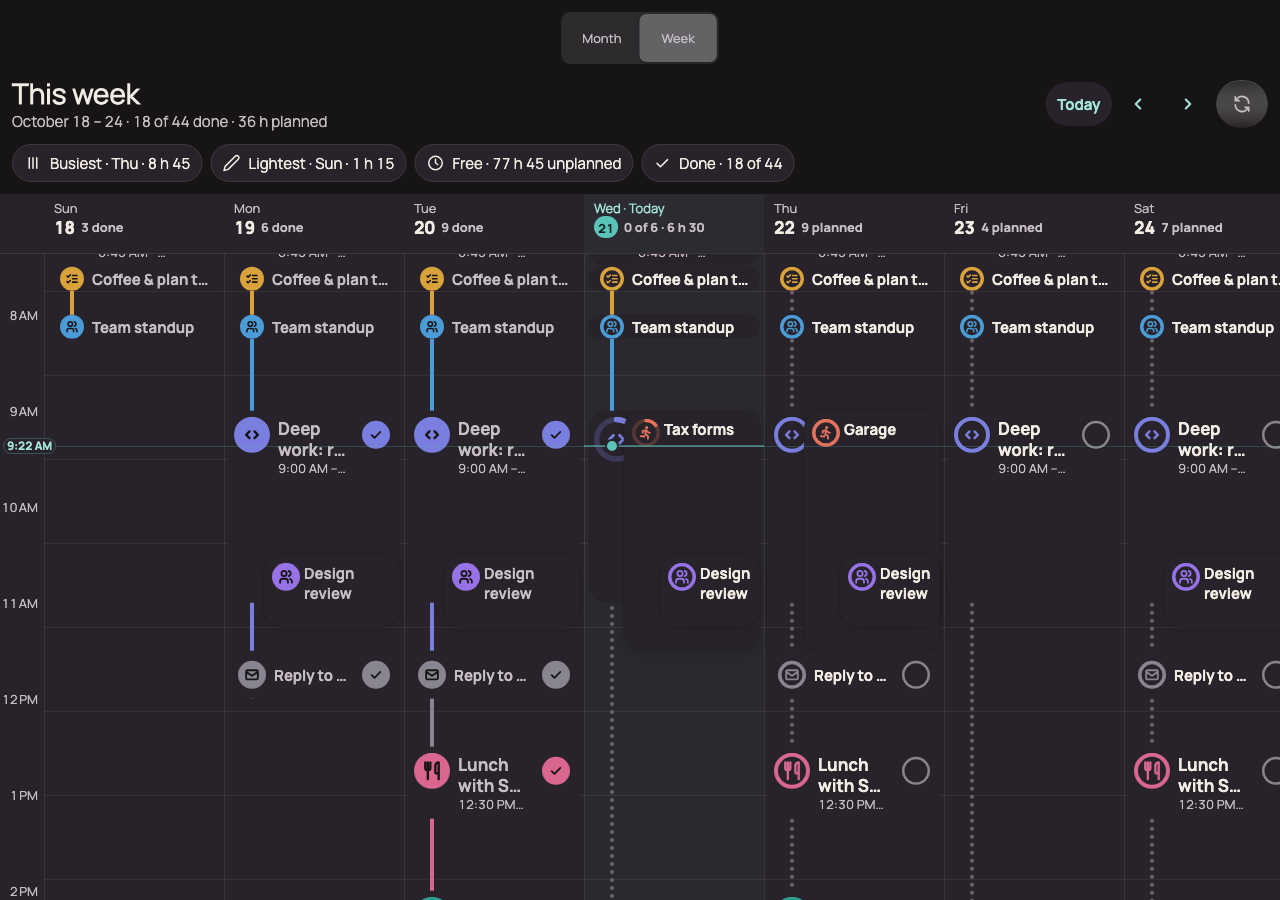 Month
Week
This week
October 18 – 24 · 18 of 44 done · 36 h planned
Today
Busiest · Thu · 8 h 45
Lightest · Sun · 1 h 15
Free · 77 h 45 unplanned
Done · 18 of 44
Sun
18 3 done
Mon
19 6 done
Tue
20 9 done
Wed · Today
21 0 of 6 · 6 h 30
Thu
22 9 planned
Fri
23 4 planned
Sat
24 7 planned
Coffee & plan t...
Coffee & plan t...
Coffee & plan t...
Coffee & plan t...
Coffee & plan t...
Coffee & plan t...
Coffee & plan t
8 AM
Team standup
Team standup
Team standup
Team standup
Team standup
Team standup
Team standup
9 AM
9:22 AM
Deep
work: r...
9:00 AM –...
Deep
work: r...
9:00 AM –...
Tax forms
Garage
Deep
work: r...
9:00 AM –...
Deep
work: r...
9:00 AM –...
10 AM
Design
review
Design
review
Design
review
Design
review
Design
review
11 AM
Reply to ...
Reply to ...
Reply to ...
Reply to ...
12 PM
Lunch
with S...
12:30 PM...
Lunch
with S...
12:30 PM...
Lunch
with S...
12:30 PM...
1 PM
2 PM